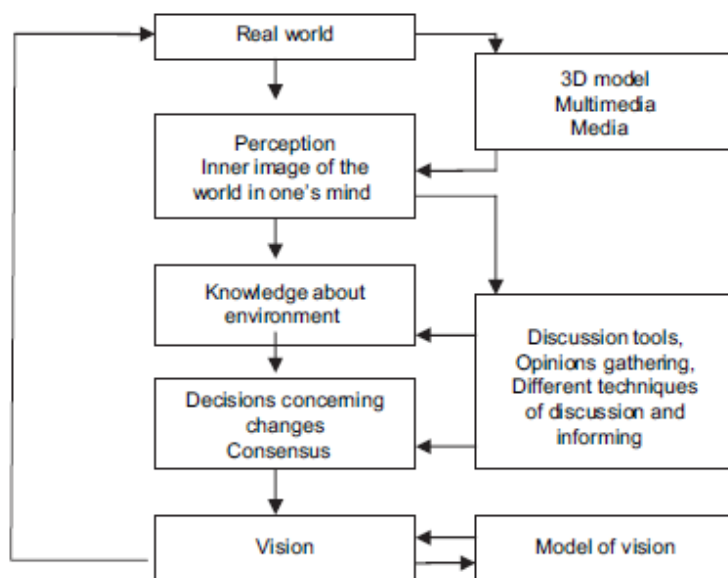 Real world
3D model
Multimedia
Media
Perception
Inner image of the
world in one's mind
Knowledge about
environment
Discussion tools,
Opinions gathering,
Different techniques
of discussion and
informing
Decisions concerning
changes
Consensus
Vision
Model of vision